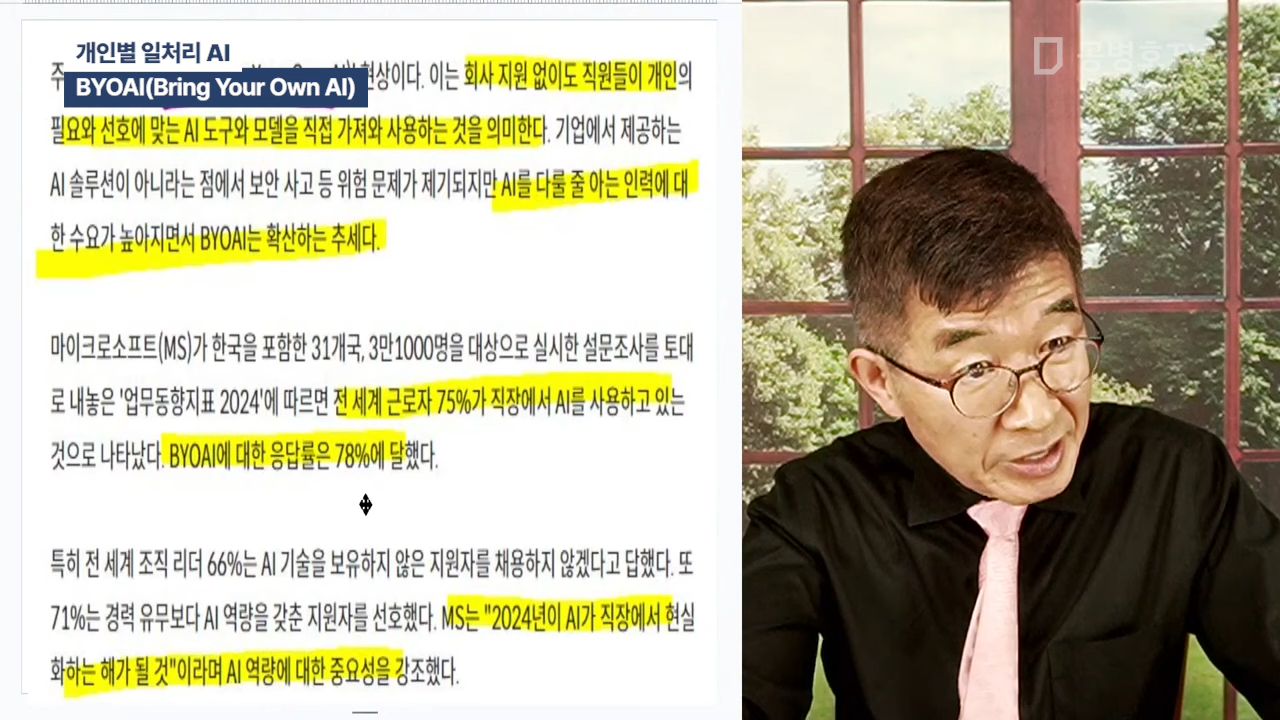 개인별 일처리 AI
BYOAI(Bring Your Own AI)
현상이다. 이는 회사 지원 없이도 직원들이 개인의
필요와 선호에 맞는 AI 도구와 모델을 직접 가져와 사용하는 것을 의미한다. 기업에서 제공하는
AI 솔루션이 아니라는 점에서 보안 사고 등 위험 문제가 제기되지만 AI를 다룰 줄 아는 인력에 대
한 수요가 높아지면서 BYOAI는 확산하는 추세다.
마이크로소프트(MS)가 한국을 포함한 31개국, 3만1000명을 대상으로 실시한 설문조사를 토대
로 내놓은 '업무동향지표 2024'에 따르면 전 세계 근로자 75%가 직장에서 AI를 사용하고 있는
것으로 나타났다. BYOAI에 대한 응답률은 78%에 달했다.
특히 전 세계 조직 리더 66%는 AI 기술을 보유하지 않은 지원자를 채용하지 않겠다고 답했다. 또
71%는 경력 유무보다 AI 역량을 갖춘 지원자를 선호했다. MS는 "2024년이 AI가 직장에서 현실
화하는 해가 될 것"이라며 AI 역량에 대한 중요성을 강조했다.